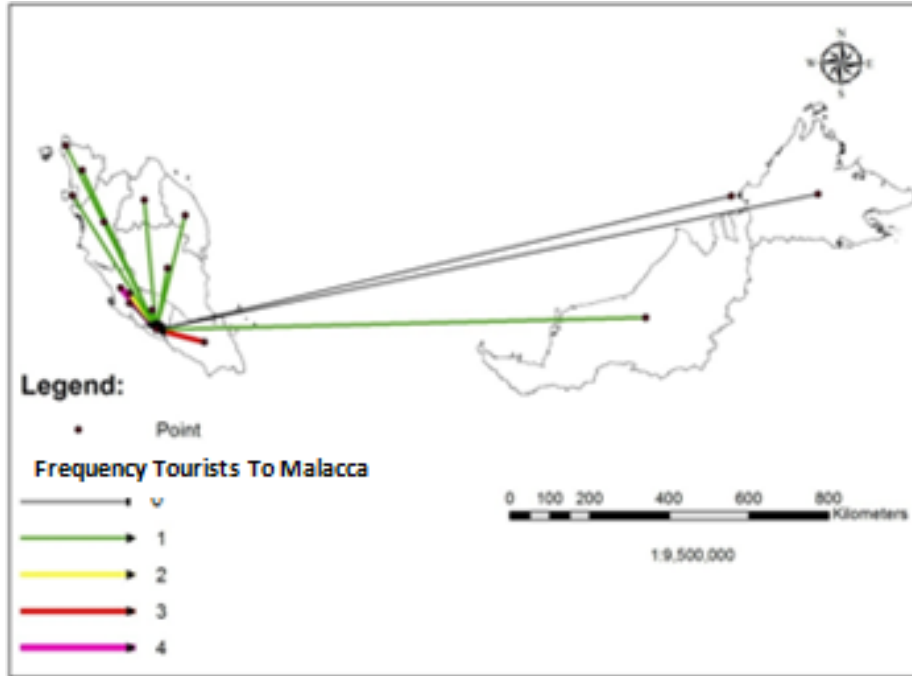 N
W E
S
Legend:
Point
Frequency Tourists To Malacca
0
1
2
3
4
0 100 200 400 600 800
Kilometers
1:9,500,000